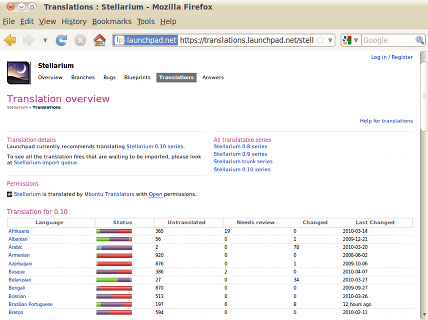 Translations : Stellarium - Mozilla Firefox
File Edit View History Bookmarks Tools Help
launchpad.net https://translations.launchpad.net/stell Google
Log in / Register
Stellarium
Overview Branches Bugs Blueprints Translations Answers
Translation overview
Stellarium » Translations
Help for translations
Translation details
Launchpad currently recommends translating Stellarium 0.10 series.
To see all the translation files that are waiting to be imported, please look
at Stellarium import queue.
All translatable series
Stellarium 0.8 series
Stellarium 0.9 series
Stellarium trunk series
Stellarium 0.10 series
Permissions
Stellarium is translated by Ubuntu Translators with Open permissions.
Translation for 0.10
Language Status Untranslated Needs review Changed Last Changed
Afrikaans 365 19 0 2010-03-14
Albanian 56 0 1 2009-12-21
Arabic 2 0 78 2010-03-20
Armenian 920 0 0 2008-06-02
Azerbaijani 876 0 1 2009-10-06
Basque 386 2 0 2010-04-07
Belarusian 27 0 34 2010-03-27
Bengali 870 0 0 2009-09-27
Bosnian 513 0 0 2010-03-26
Brazilian Portuguese 197 6 8 12 hours ago
Breton 594 0 0 2010-02-11